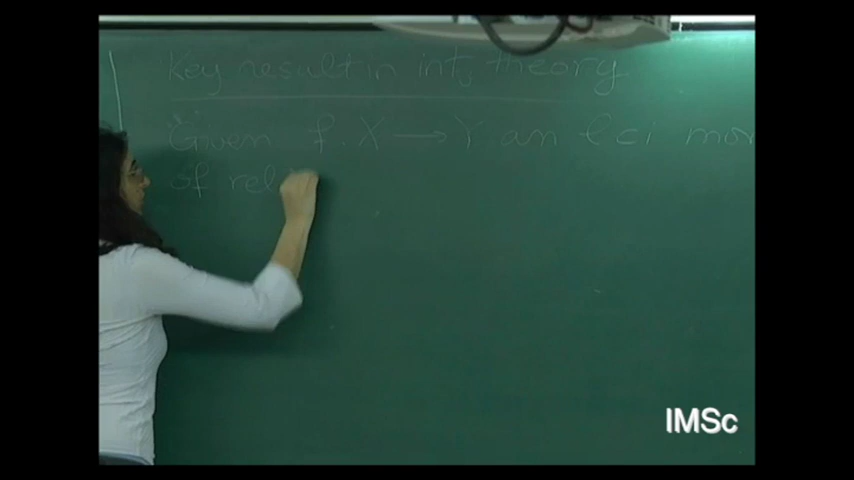 Key result in int. theory
Given f: X → Y an lci mor
of rel
IMSc